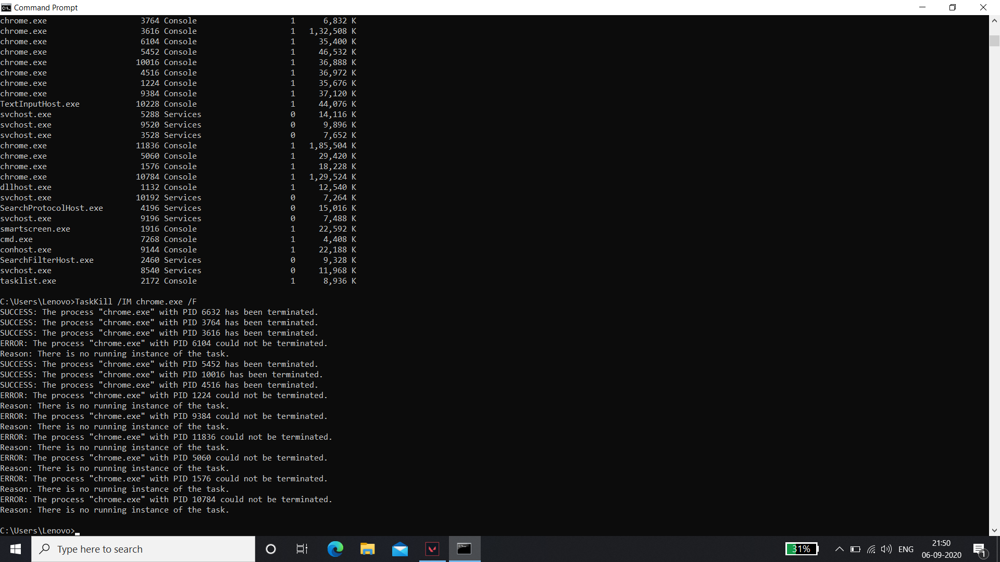 Command Prompt
chrome.exe 3764 Console 1 6,832 K
chrome.exe 3616 Console 1 1,32,508 K
chrome.exe 6104 Console 1 35,400 K
chrome.exe 5452 Console 1 46,532 K
chrome.exe 10016 Console 1 36,888 K
chrome.exe 4516 Console 1 36,972 K
chrome.exe 1224 Console 1 35,676 K
chrome.exe 9384 Console 1 37,120 K
TextInputHost.exe 10228 Console 1 44,076 K
svchost.exe 5288 Services 0 14,116 K
svchost.exe 9520 Services 0 9,896 K
svchost.exe 3528 Services 0 7,652 K
chrome.exe 11836 Console 1 1,85,504 K
chrome.exe 5060 Console 1 29,420 K
chrome.exe 1576 Console 1 18,228 K
chrome.exe 10784 Console 1 1,29,524 K
dllhost.exe 1132 Console 1 12,540 K
svchost.exe 10192 Services 0 7,264 K
SearchProtocolHost.exe 4196 Services 0 15,016 K
svchost.exe 9196 Services 0 7,488 K
smartscreen.exe 1916 Console 1 22,592 K
cmd.exe 7268 Console 1 4,408 K
conhost.exe 9144 Console 1 22,188 K
SearchFilterHost.exe 2460 Services 0 9,328 K
svchost.exe 8540 Services 0 11,968 K
tasklist.exe 2172 Console 1 8,936 K
C:\Users\Lenovo>TaskKill /IM chrome.exe /F
SUCCESS: The process "chrome.exe" with PID 6632 has been terminated.
SUCCESS: The process "chrome.exe" with PID 3764 has been terminated.
SUCCESS: The process "chrome.exe" with PID 3616 has been terminated.
ERROR: The process "chrome.exe" with PID 6104 could not be terminated.
Reason: There is no running instance of the task.
SUCCESS: The process "chrome.exe" with PID 5452 has been terminated.
SUCCESS: The process "chrome.exe" with PID 10016 has been terminated.
SUCCESS: The process "chrome.exe" with PID 4516 has been terminated.
ERROR: The process "chrome.exe" with PID 1224 could not be terminated.
Reason: There is no running instance of the task.
ERROR: The process "chrome.exe" with PID 9384 could not be terminated.
Reason: There is no running instance of the task.
ERROR: The process "chrome.exe" with PID 11836 could not be terminated.
Reason: There is no running instance of the task.
ERROR: The process "chrome.exe" with PID 5060 could not be terminated.
Reason: There is no running instance of the task.
ERROR: The process "chrome.exe" with PID 1576 could not be terminated.
Reason: There is no running instance of the task.
ERROR: The process "chrome.exe" with PID 10784 could not be terminated.
Reason: There is no running instance of the task.
C:\Users\Lenovo>
Type here to search
31%
ENG
21:50
06-09-2020
1